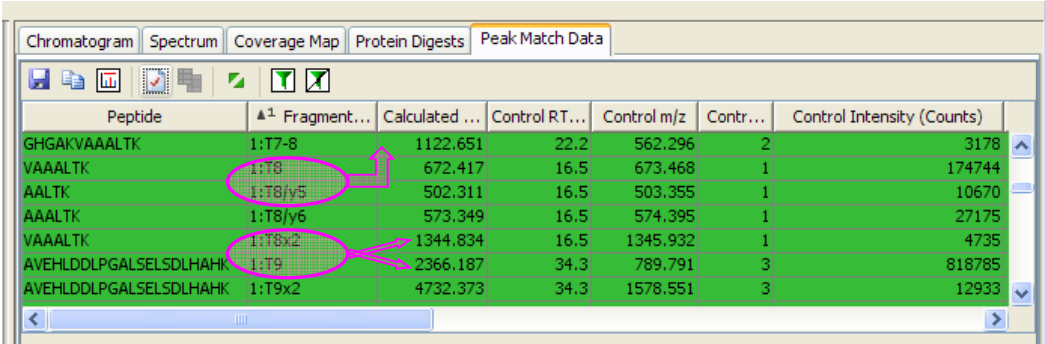 Chromatogram Spectrum Coverage Map Protein Digests Peak Match Data
Peptide ▲1 Fragment... Calculated ... Control RT... Control m/z Contr... Control Intensity (Counts)
GHGAKVAAALTK 1:T7-8 1122.651 22.2 562.296 2 3178
VAAALTK 1:T8 672.417 16.5 673.468 1 174744
AALTK 1:T8/y5 502.311 16.5 503.355 1 10670
AAALTK 1:T8/y6 573.349 16.5 574.395 1 27175
VAAALTK 1:T8x2 1344.834 16.5 1345.932 1 4735
AVEHLDDLPGALSELSDLHAHK 1:T9 2366.187 34.3 789.791 3 818785
AVEHLDDLPGALSELSDLHAHK 1:T9x2 4732.373 34.3 1578.551 3 12933